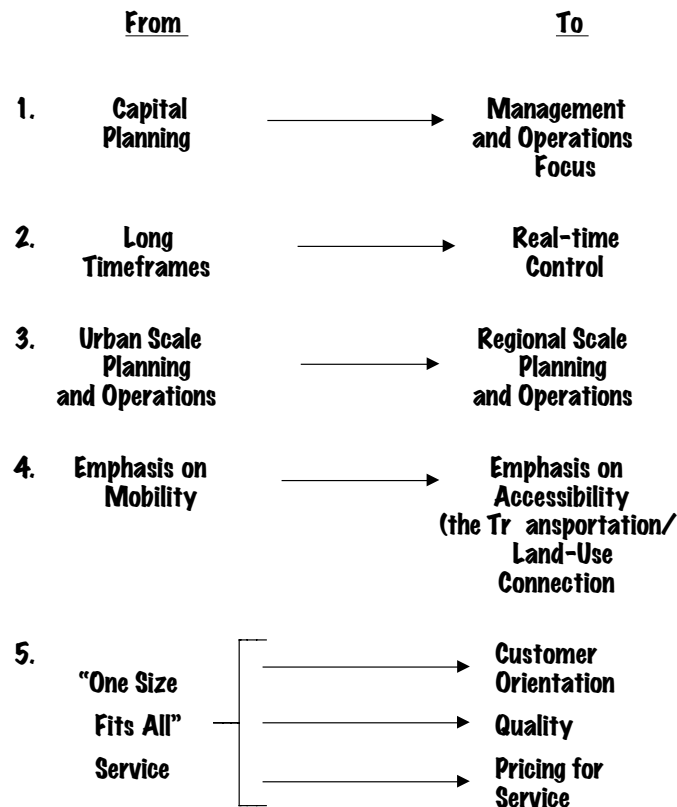 From To
1. Capital Planning Management and Operations Focus
2. Long Timeframes Real-time Control
3. Urban Scale Planning and Operations Regional Scale Planning and Operations
4. Emphasis on Mobility Emphasis on Accessibility (the Tr ansportation/ Land-Use Connection
5. "One Size Fits All" Service Customer Orientation
Quality
Pricing for Service